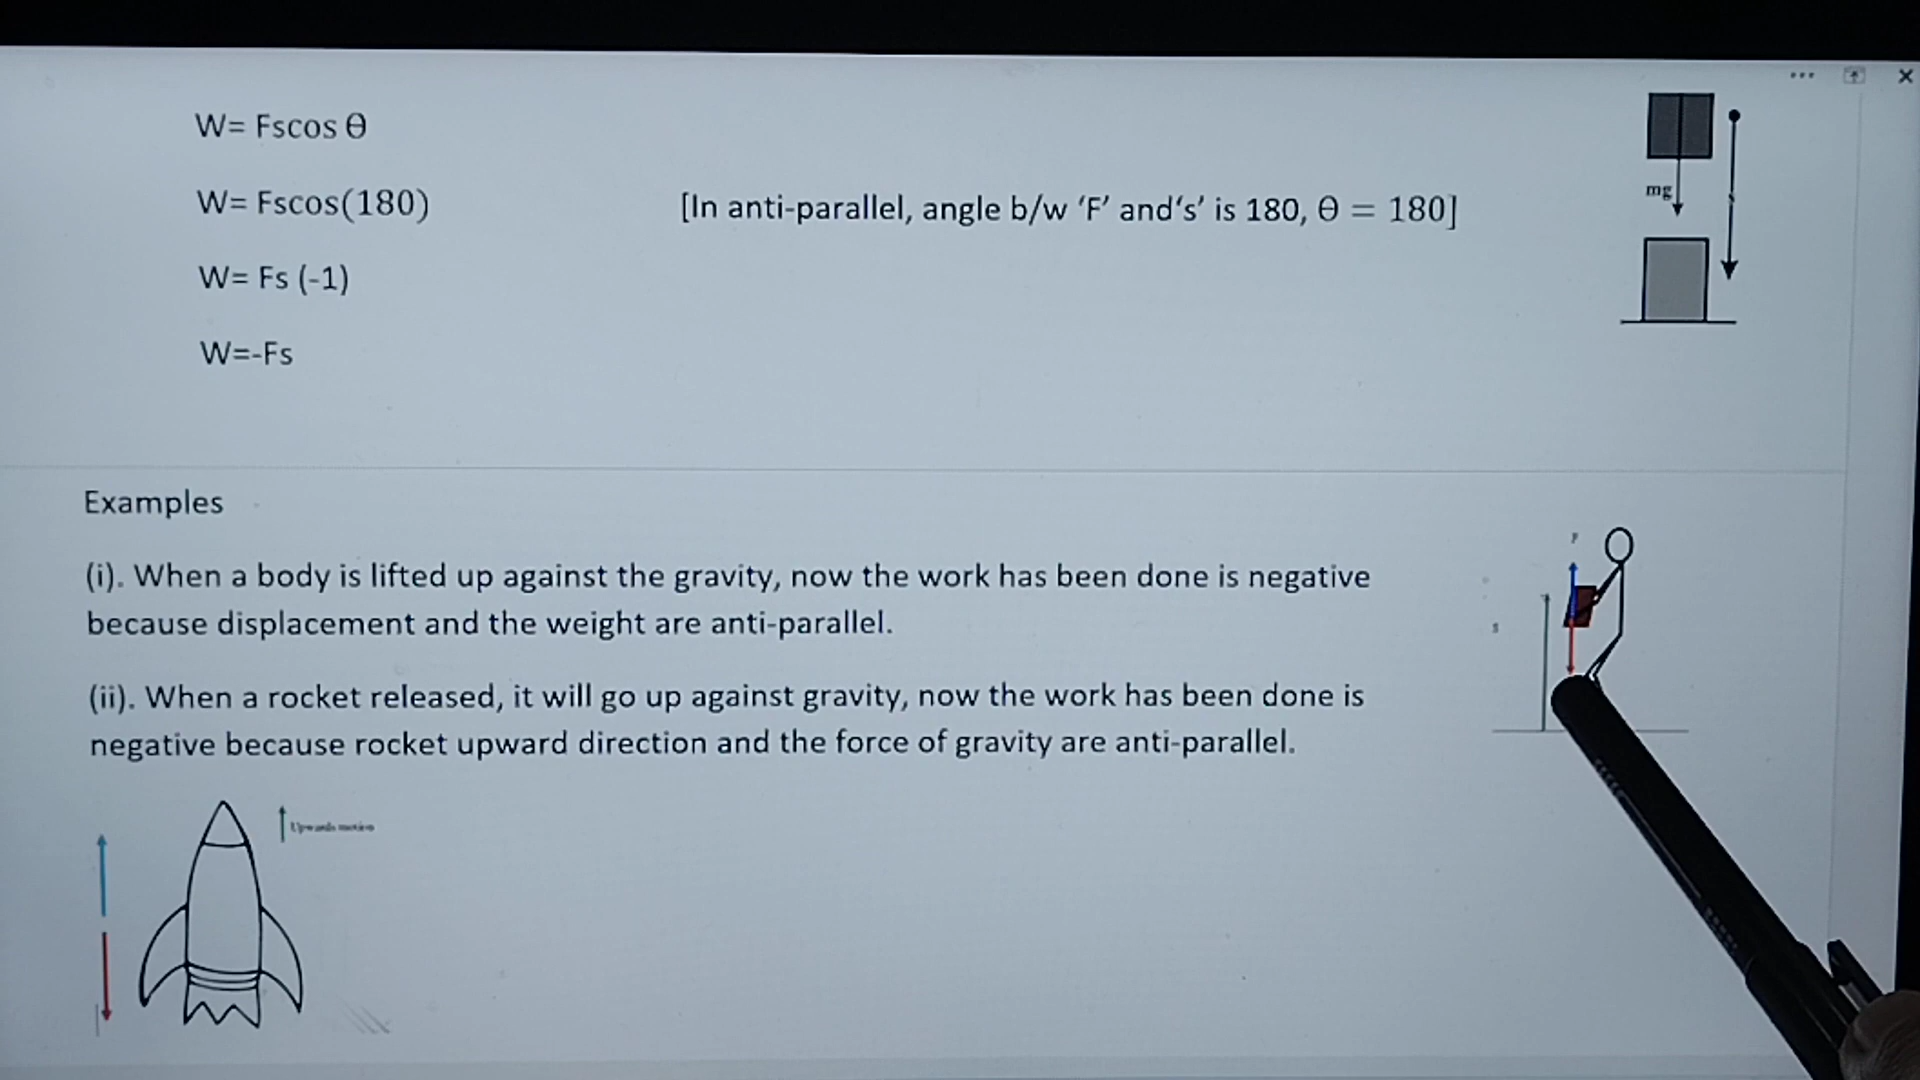 W= Fscos θ
W= Fscos(180) [In anti-parallel, angle b/w ‘F’ and‘s’ is 180, θ = 180]
mg
W= Fs (-1)
W=-Fs
Examples
(i). When a body is lifted up against the gravity, now the work has been done is negative
because displacement and the weight are anti-parallel.
F
s
(ii). When a rocket released, it will go up against gravity, now the work has been done is
negative because rocket upward direction and the force of gravity are anti-parallel.
Upwards motion